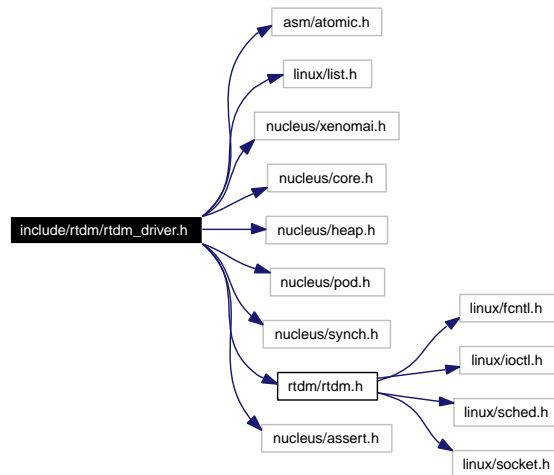 asm/atomic.h
linux/list.h
nucleus/xenomai.h
nucleus/core.h
include/rtdm/rtdm_driver.h
nucleus/heap.h
nucleus/pod.h
linux/fcntl.h
nucleus/synch.h
linux/ioctl.h
rtdm/rtdm.h
linux/sched.h
nucleus/assert.h
linux/socket.h